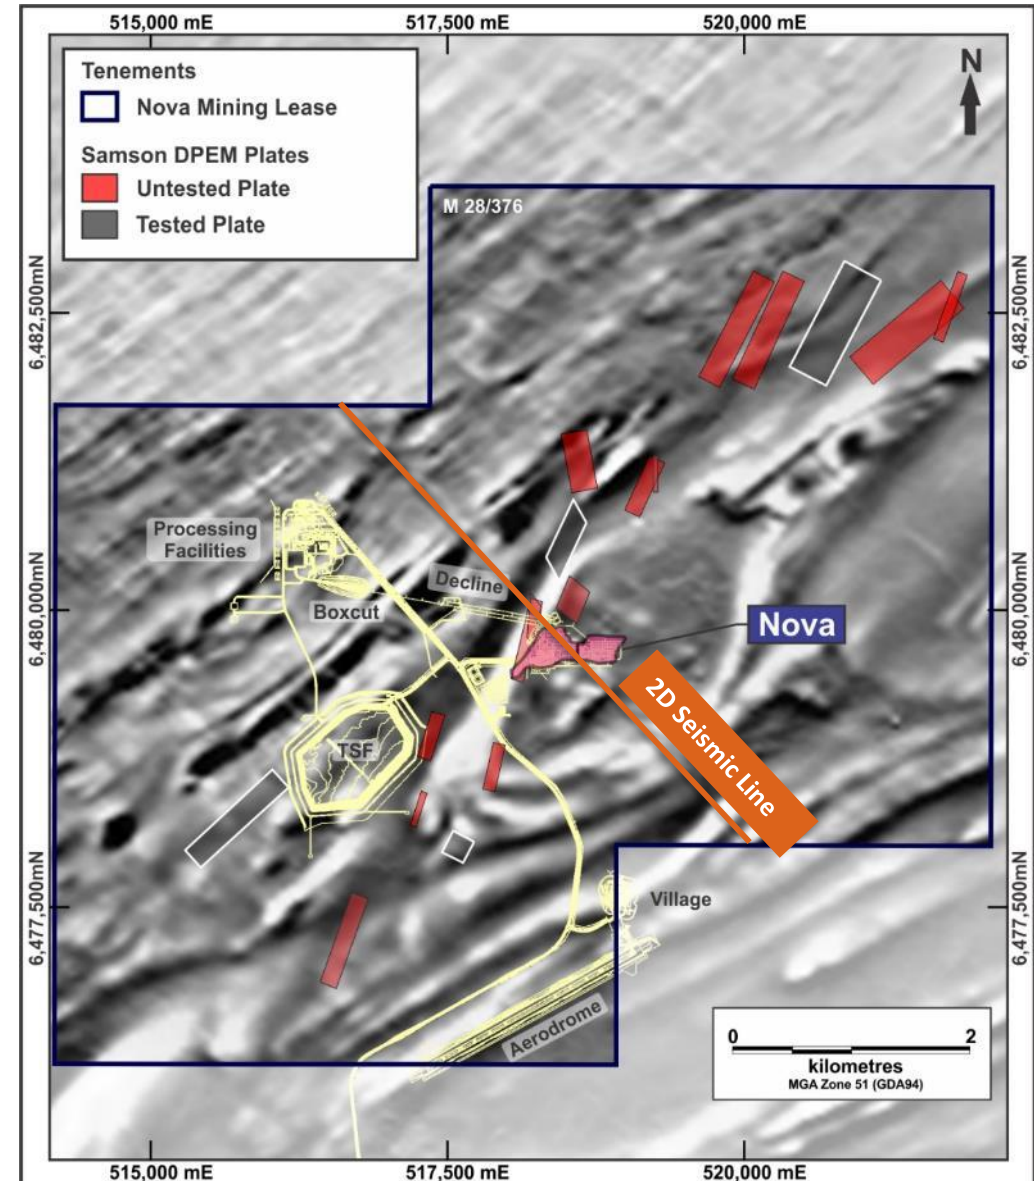 515,000 mE
517,500 mE
520,000 mE
Tenements
Nova Mining Lease
Samson DPEM Plates
Untested Plate
Tested Plate
N
M 28/376
6,482,500mN
6,482,500mN
Processing
Facilities
Boxcut
Decline
6,480,000mN
6,480,000mN
Nova
2D Seismic Line
TSF
Village
6,477,500mN
6,477,500mN
Aerodrome
0
2
kilometres
MGA Zone 51 (GDA94)
515,000 mE
517,500 mE
520,000 mE